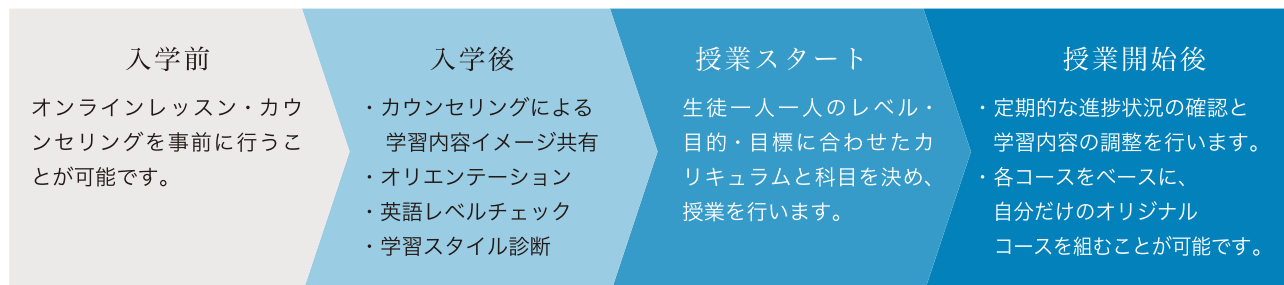 入学前
オンラインレッスン・カウ
ンセリングを事前に行うこ
とが可能です。
入学後
・カウンセリングによる
学習内容イメージ共有
・オリエンテーション
・英語レベルチェック
・学習スタイル診断
授業スタート
生徒一人一人のレベル・
目的・目標に合わせたカ
リキュラムと科目を決め、
授業を行います。
授業開始後
・定期的な進捗状況の確認と
学習内容の調整を行います。
・各コースをベースに、
自分だけのオリジナル
コースを組むことが可能です。